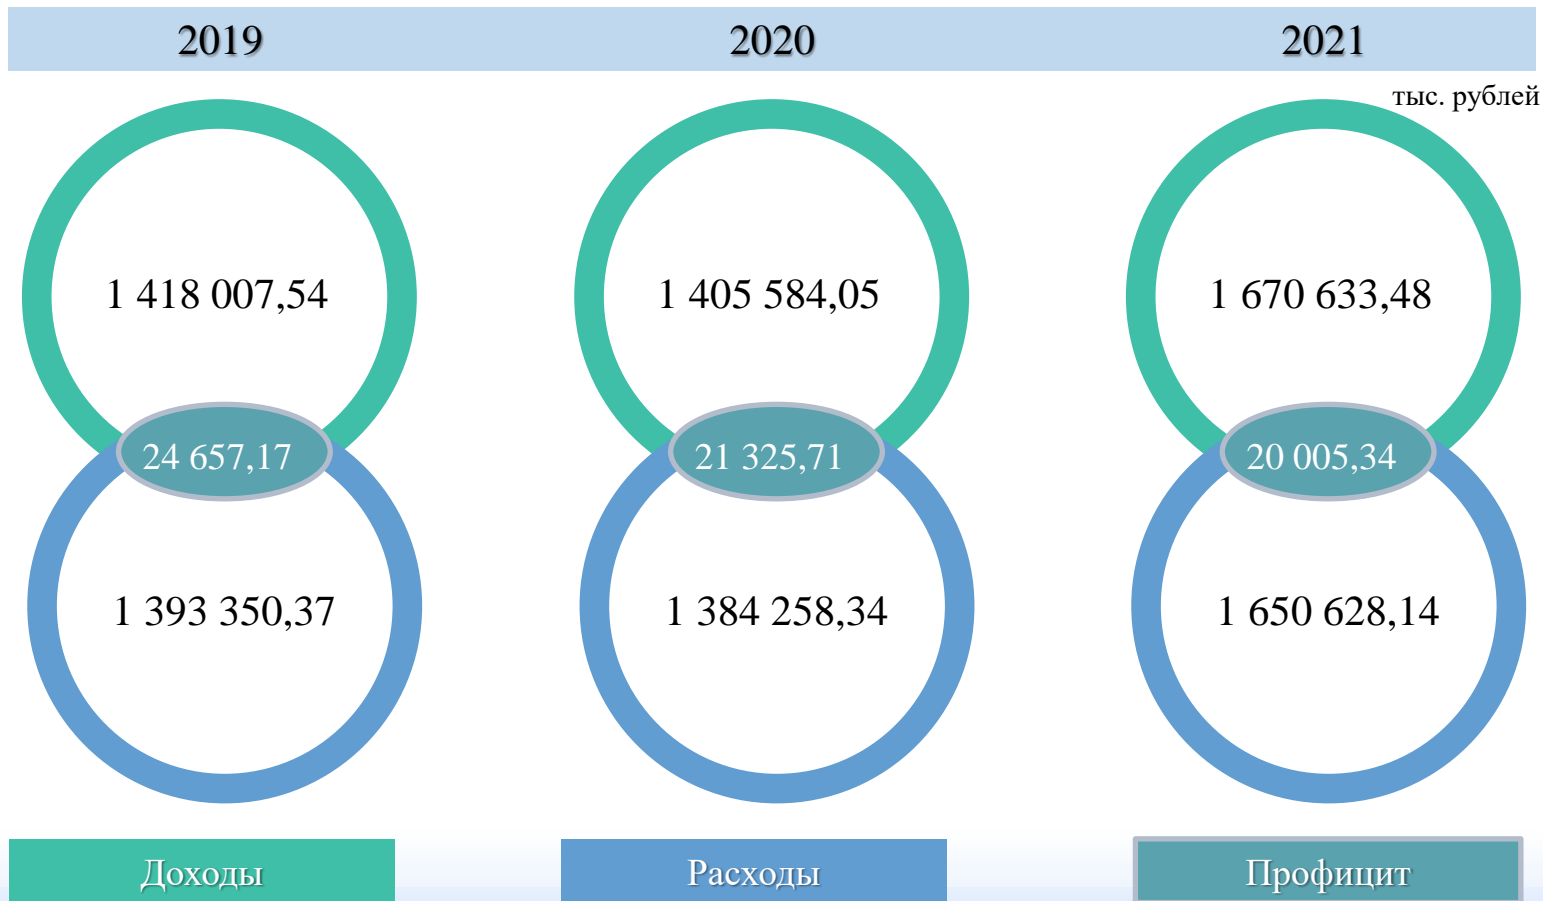 2019 2020 2021
тыс. рублей
1 418 007,54 1 405 584,05 1 670 633,48
24 657,17 21 325,71 20 005,34
1 393 350,37 1 384 258,34 1 650 628,14
Доходы Расходы Профицит